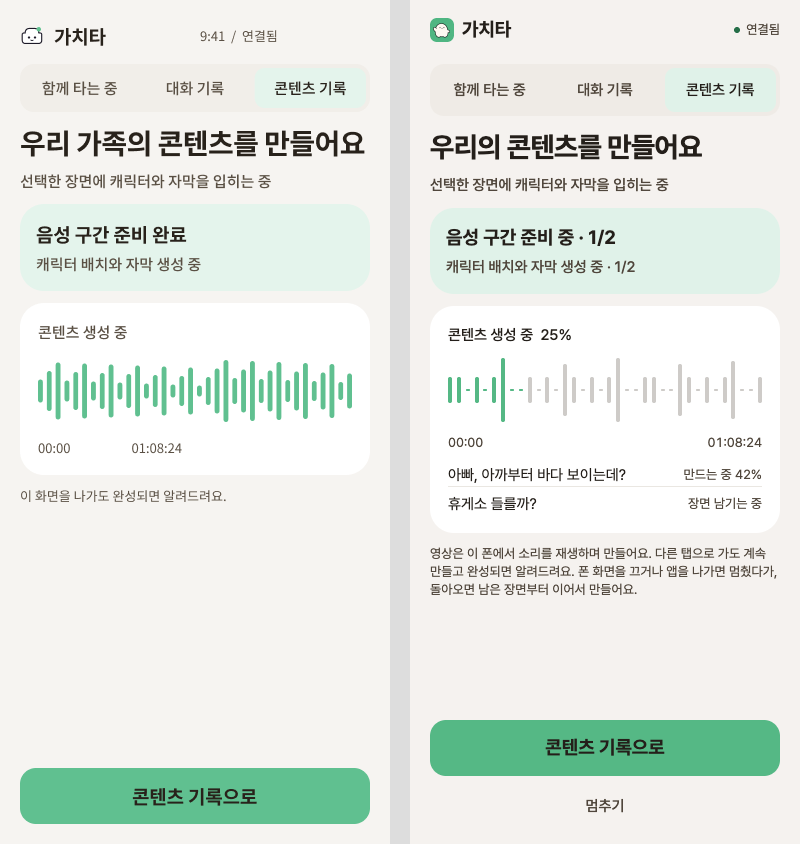 가치타
9:41 / 연결됨
함께 타는 중
대화 기록
콘텐츠 기록
우리 가족의 콘텐츠를 만들어요
선택한 장면에 캐릭터와 자막을 입히는 중
음성 구간 준비 완료
캐릭터 배치와 자막 생성 중
콘텐츠 생성 중
00:00
01:08:24
이 화면을 나가도 완성되면 알려드려요.
콘텐츠 기록으로
가치타
연결됨
함께 타는 중
대화 기록
콘텐츠 기록
우리의 콘텐츠를 만들어요
선택한 장면에 캐릭터와 자막을 입히는 중
음성 구간 준비 중 · 1/2
캐릭터 배치와 자막 생성 중 · 1/2
콘텐츠 생성 중 25%
00:00
01:08:24
아빠, 아까부터 바다 보이는데?
만드는 중 42%
휴게소 들를까?
장면 남기는 중
영상은 이 폰에서 소리를 재생하며 만들어요. 다른 탭으로 가도 계속
만들고 완성되면 알려드려요. 폰 화면을 끄거나 앱을 나가면 멈췄다가,
돌아오면 남은 장면부터 이어서 만들어요.
콘텐츠 기록으로
멈추기